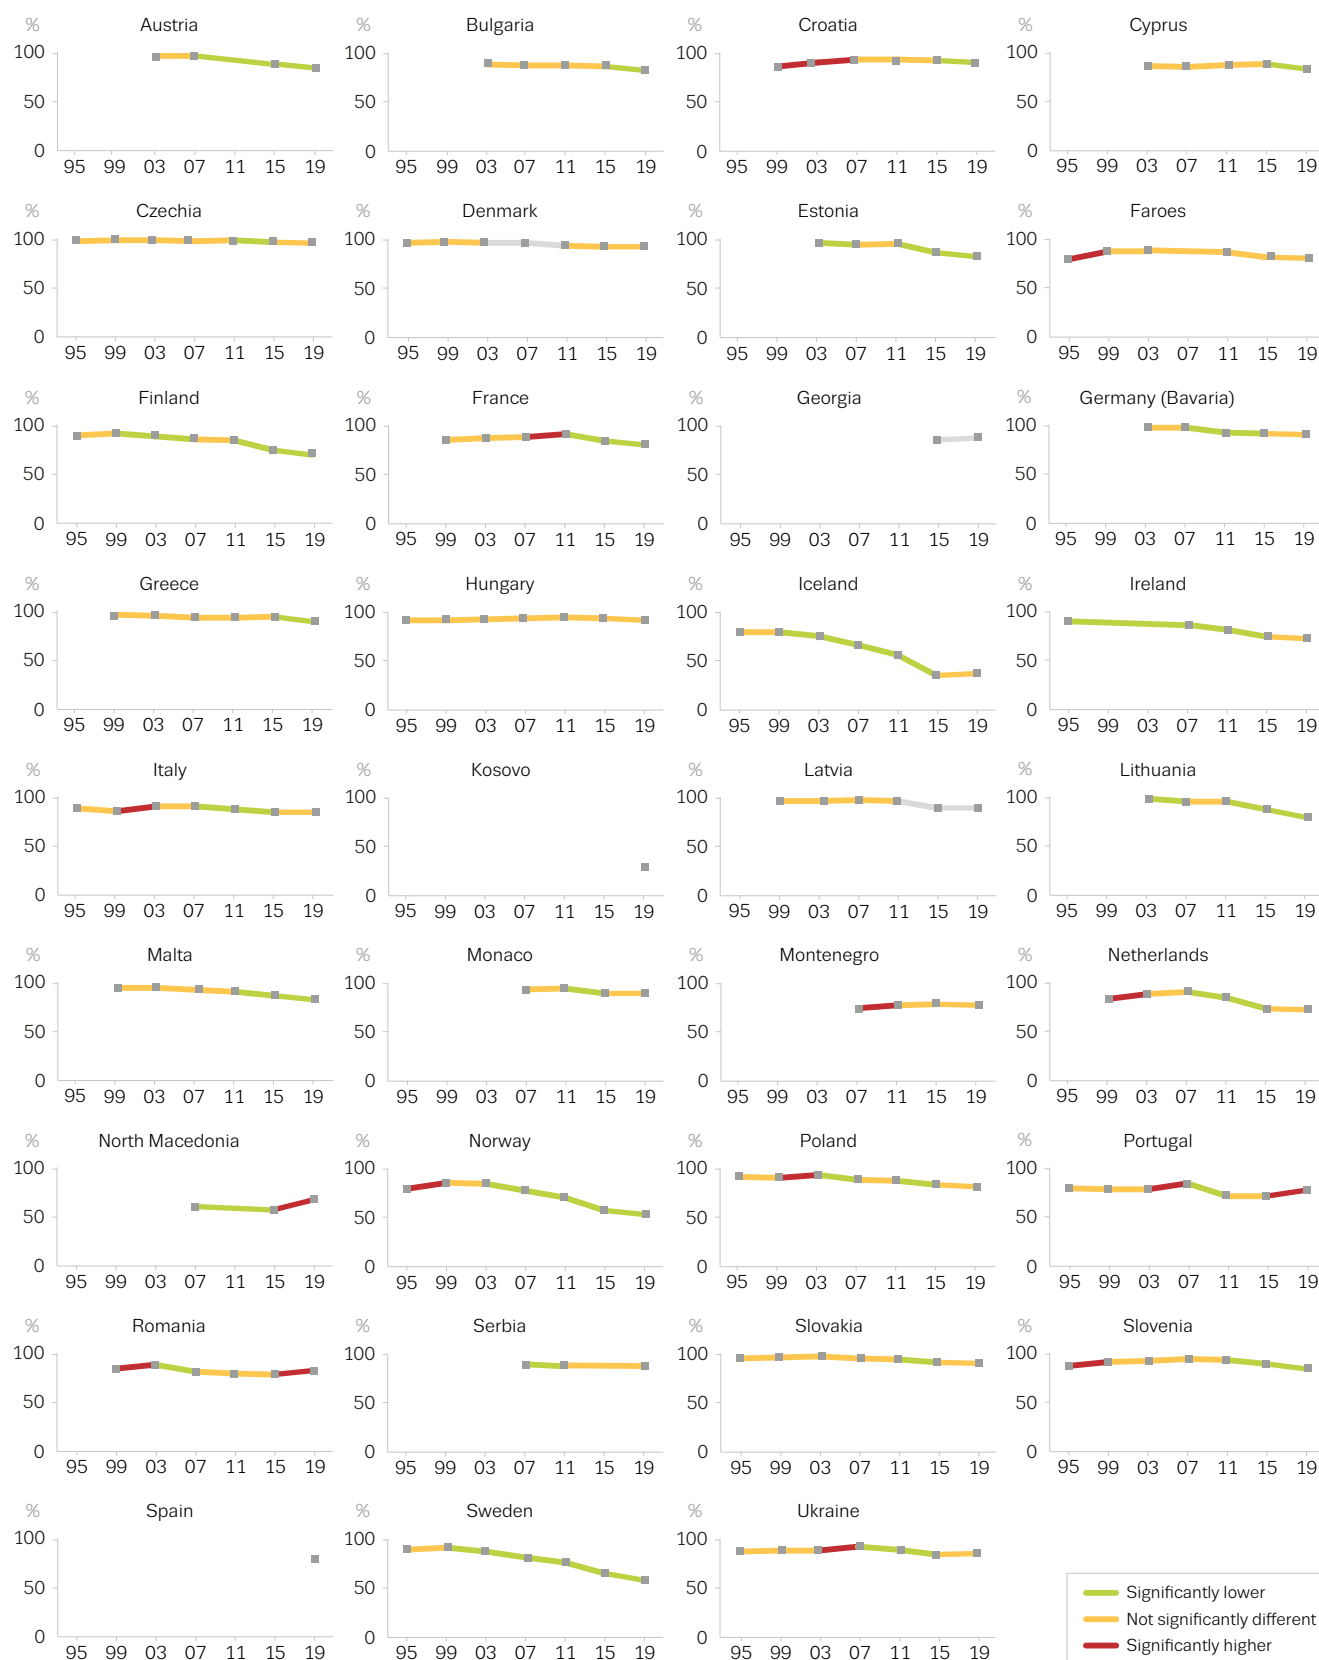 % Austria % Bulgaria % Croatia % Cyprus
100 100 100 100
50 50 50 50
0 0 0 0
95 99 03 07 11 15 19 95 99 03 07 11 15 19 95 99 03 07 11 15 19 95 99 03 07 11 15 19
% Czechia % Denmark % Estonia % Faroes
100 100 100 100
50 50 50 50
0 0 0 0
95 99 03 07 11 15 19 95 99 03 07 11 15 19 95 99 03 07 11 15 19 95 99 03 07 11 15 19
% Finland % France % Georgia % Germany (Bavaria)
100 100 100 100
50 50 50 50
0 0 0 0
95 99 03 07 11 15 19 95 99 03 07 11 15 19 95 99 03 07 11 15 19 95 99 03 07 11 15 19
% Greece % Hungary % Iceland % Ireland
100 100 100 100
50 50 50 50
0 0 0 0
95 99 03 07 11 15 19 95 99 03 07 11 15 19 95 99 03 07 11 15 19 95 99 03 07 11 15 19
% Italy % Kosovo % Latvia % Lithuania
100 100 100 100
50 50 50 50
0 0 0 0
95 99 03 07 11 15 19 95 99 03 07 11 15 19 95 99 03 07 11 15 19 95 99 03 07 11 15 19
% Malta % Monaco % Montenegro % Netherlands
100 100 100 100
50 50 50 50
0 0 0 0
95 99 03 07 11 15 19 95 99 03 07 11 15 19 95 99 03 07 11 15 19 95 99 03 07 11 15 19
% North Macedonia % Norway % Poland % Portugal
100 100 100 100
50 50 50 50
0 0 0 0
95 99 03 07 11 15 19 95 99 03 07 11 15 19 95 99 03 07 11 15 19 95 99 03 07 11 15 19
% Romania % Serbia % Slovakia % Slovenia
100 100 100 100
50 50 50 50
0 0 0 0
95 99 03 07 11 15 19 95 99 03 07 11 15 19 95 99 03 07 11 15 19 95 99 03 07 11 15 19
% Spain % Sweden % Ukraine
100 100 100
50 50 50
0 0 0
95 99 03 07 11 15 19 95 99 03 07 11 15 19 95 99 03 07 11 15 19
Significantly lower
Not significantly different
Significantly higher